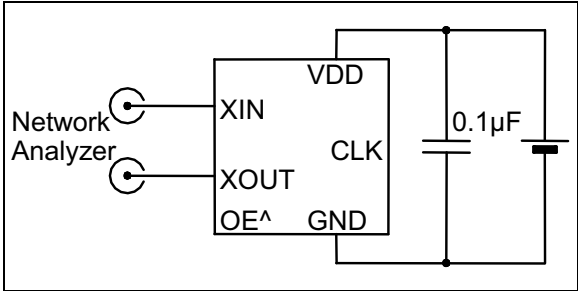 VDD
XIN
Network
Analyzer
0.1µF
CLK
XOUT
OE^ GND